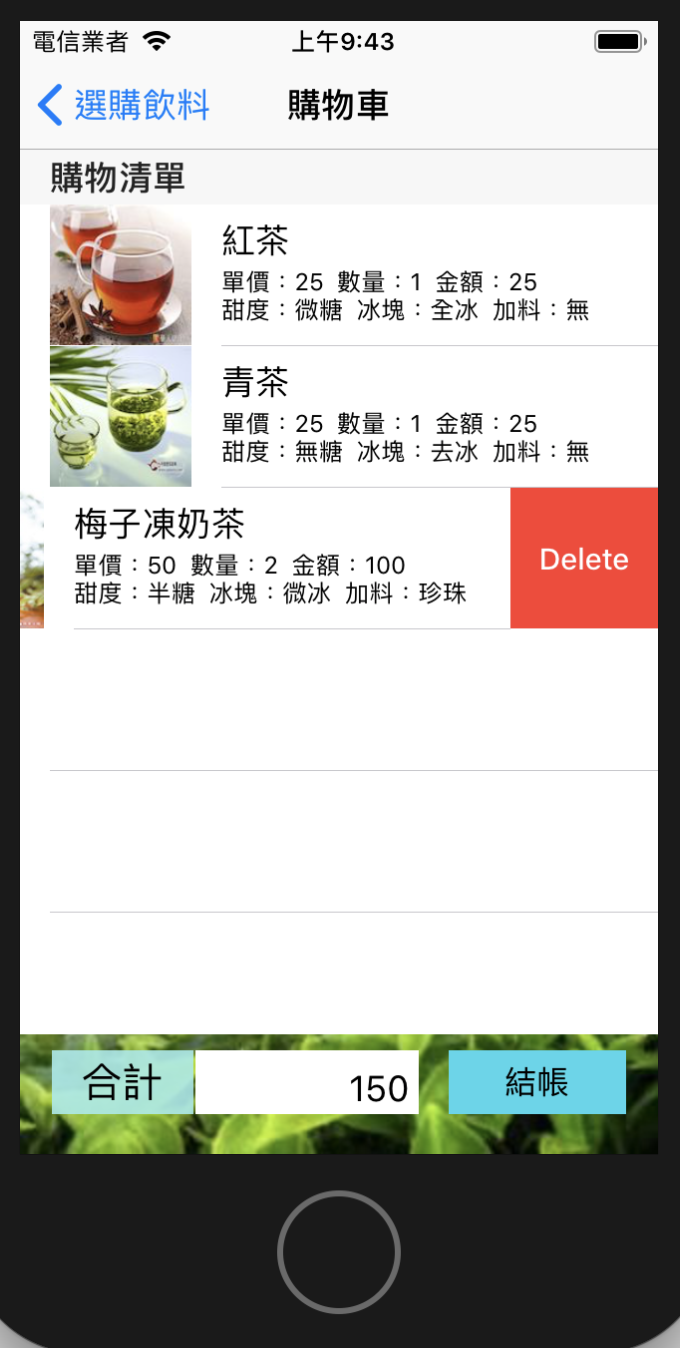 電信業者 上午9:43
選購飲料 購物車
購物清單
紅茶
單價：25 數量：1 金額：25
甜度：微糖 冰塊：全冰 加料：無
青茶
單價：25 數量：1 金額：25
甜度：無糖 冰塊：去冰 加料：無
梅子凍奶茶
單價：50 數量：2 金額：100
甜度：半糖 冰塊：微冰 加料：珍珠
Delete
合計 150 結帳